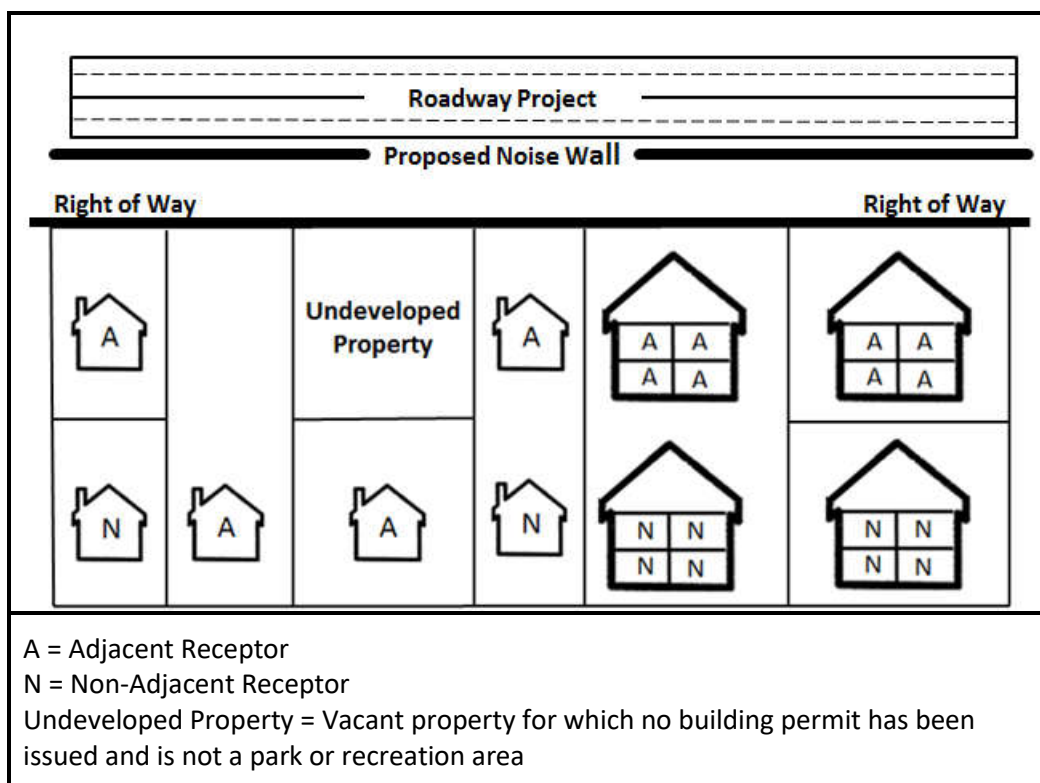 Roadway Project
Proposed Noise Wall
Right of Way Right of Way
Undeveloped
Property
A A
A A A A
A A A A
N A A N
N N N N
N N N N
A = Adjacent Receptor
N = Non-Adjacent Receptor
Undeveloped Property = Vacant property for which no building permit has been
issued and is not a park or recreation area